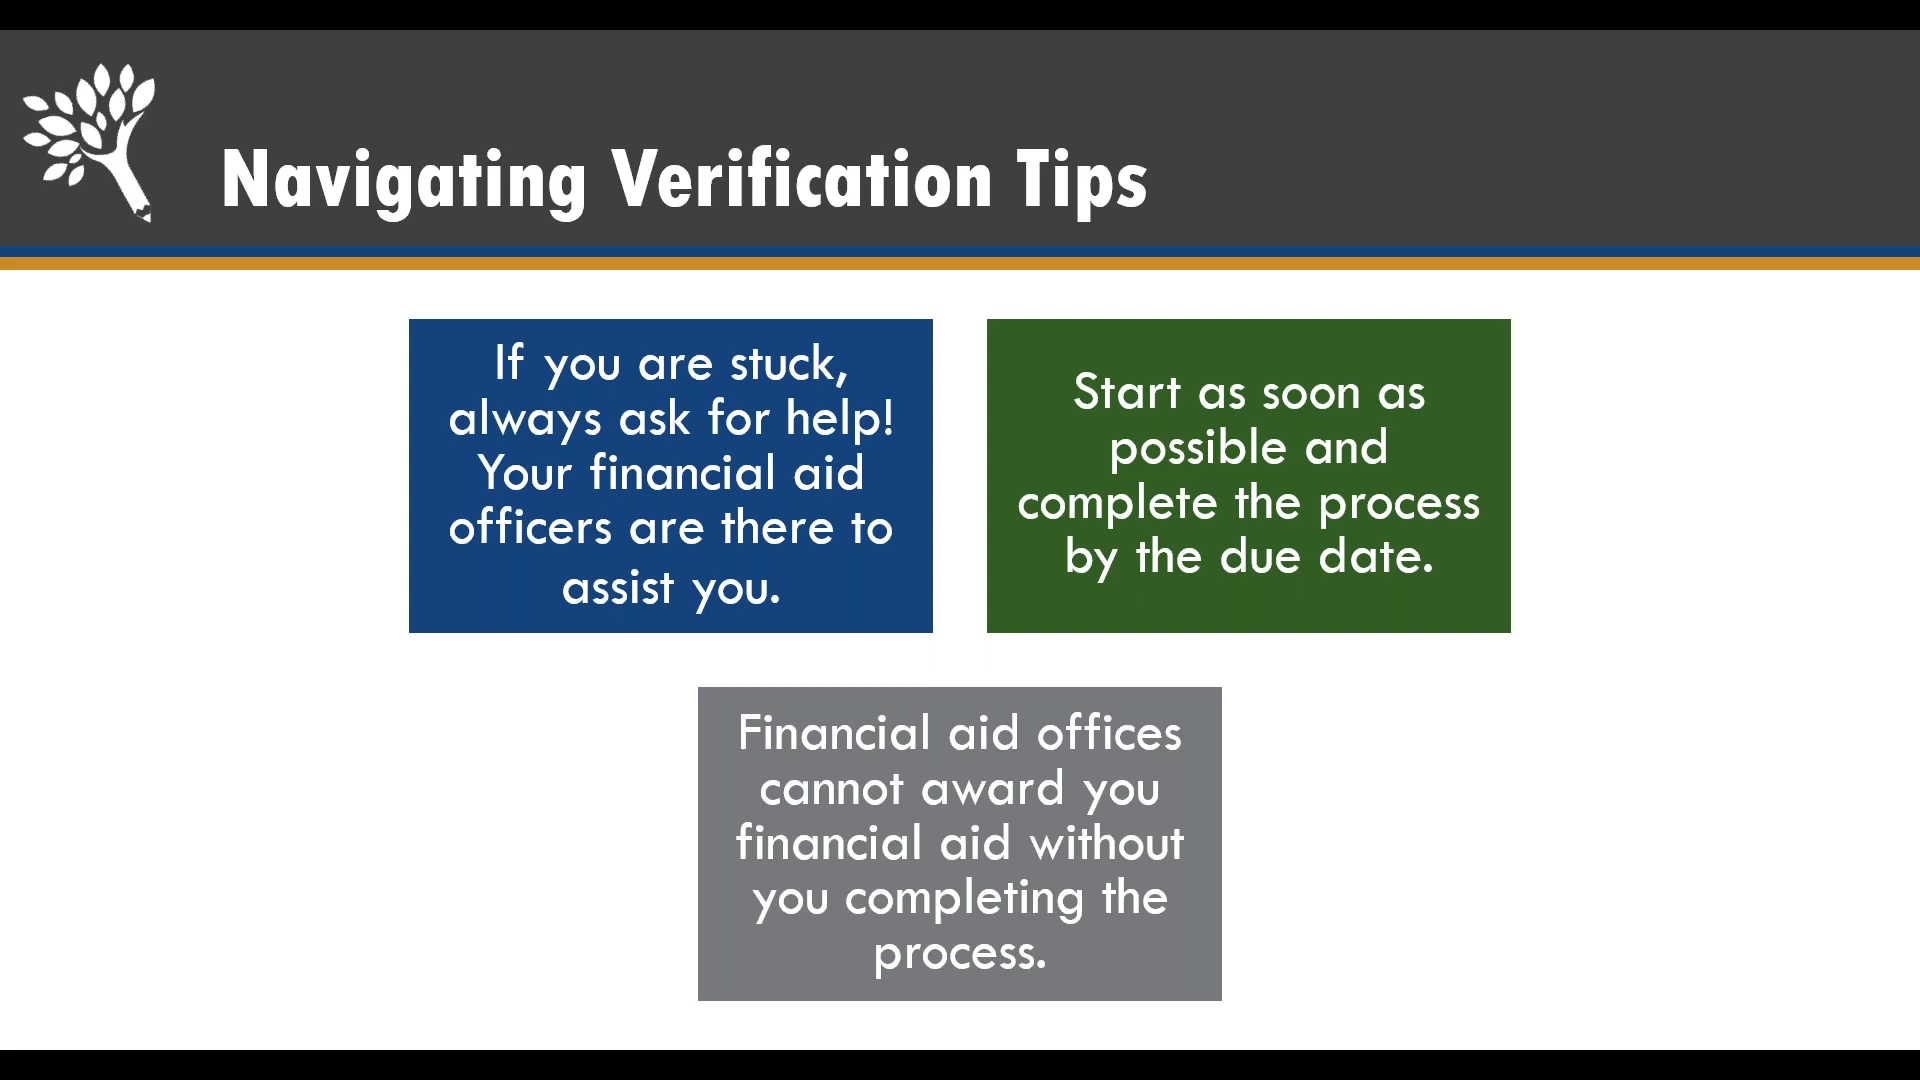 Navigating Verification Tips
If you are stuck,
always ask for help!
Your financial aid
officers are there to
assist you.
Start as soon as
possible and
complete the process
by the due date.
Financial aid offices
cannot award you
financial aid without
you completing the
process.